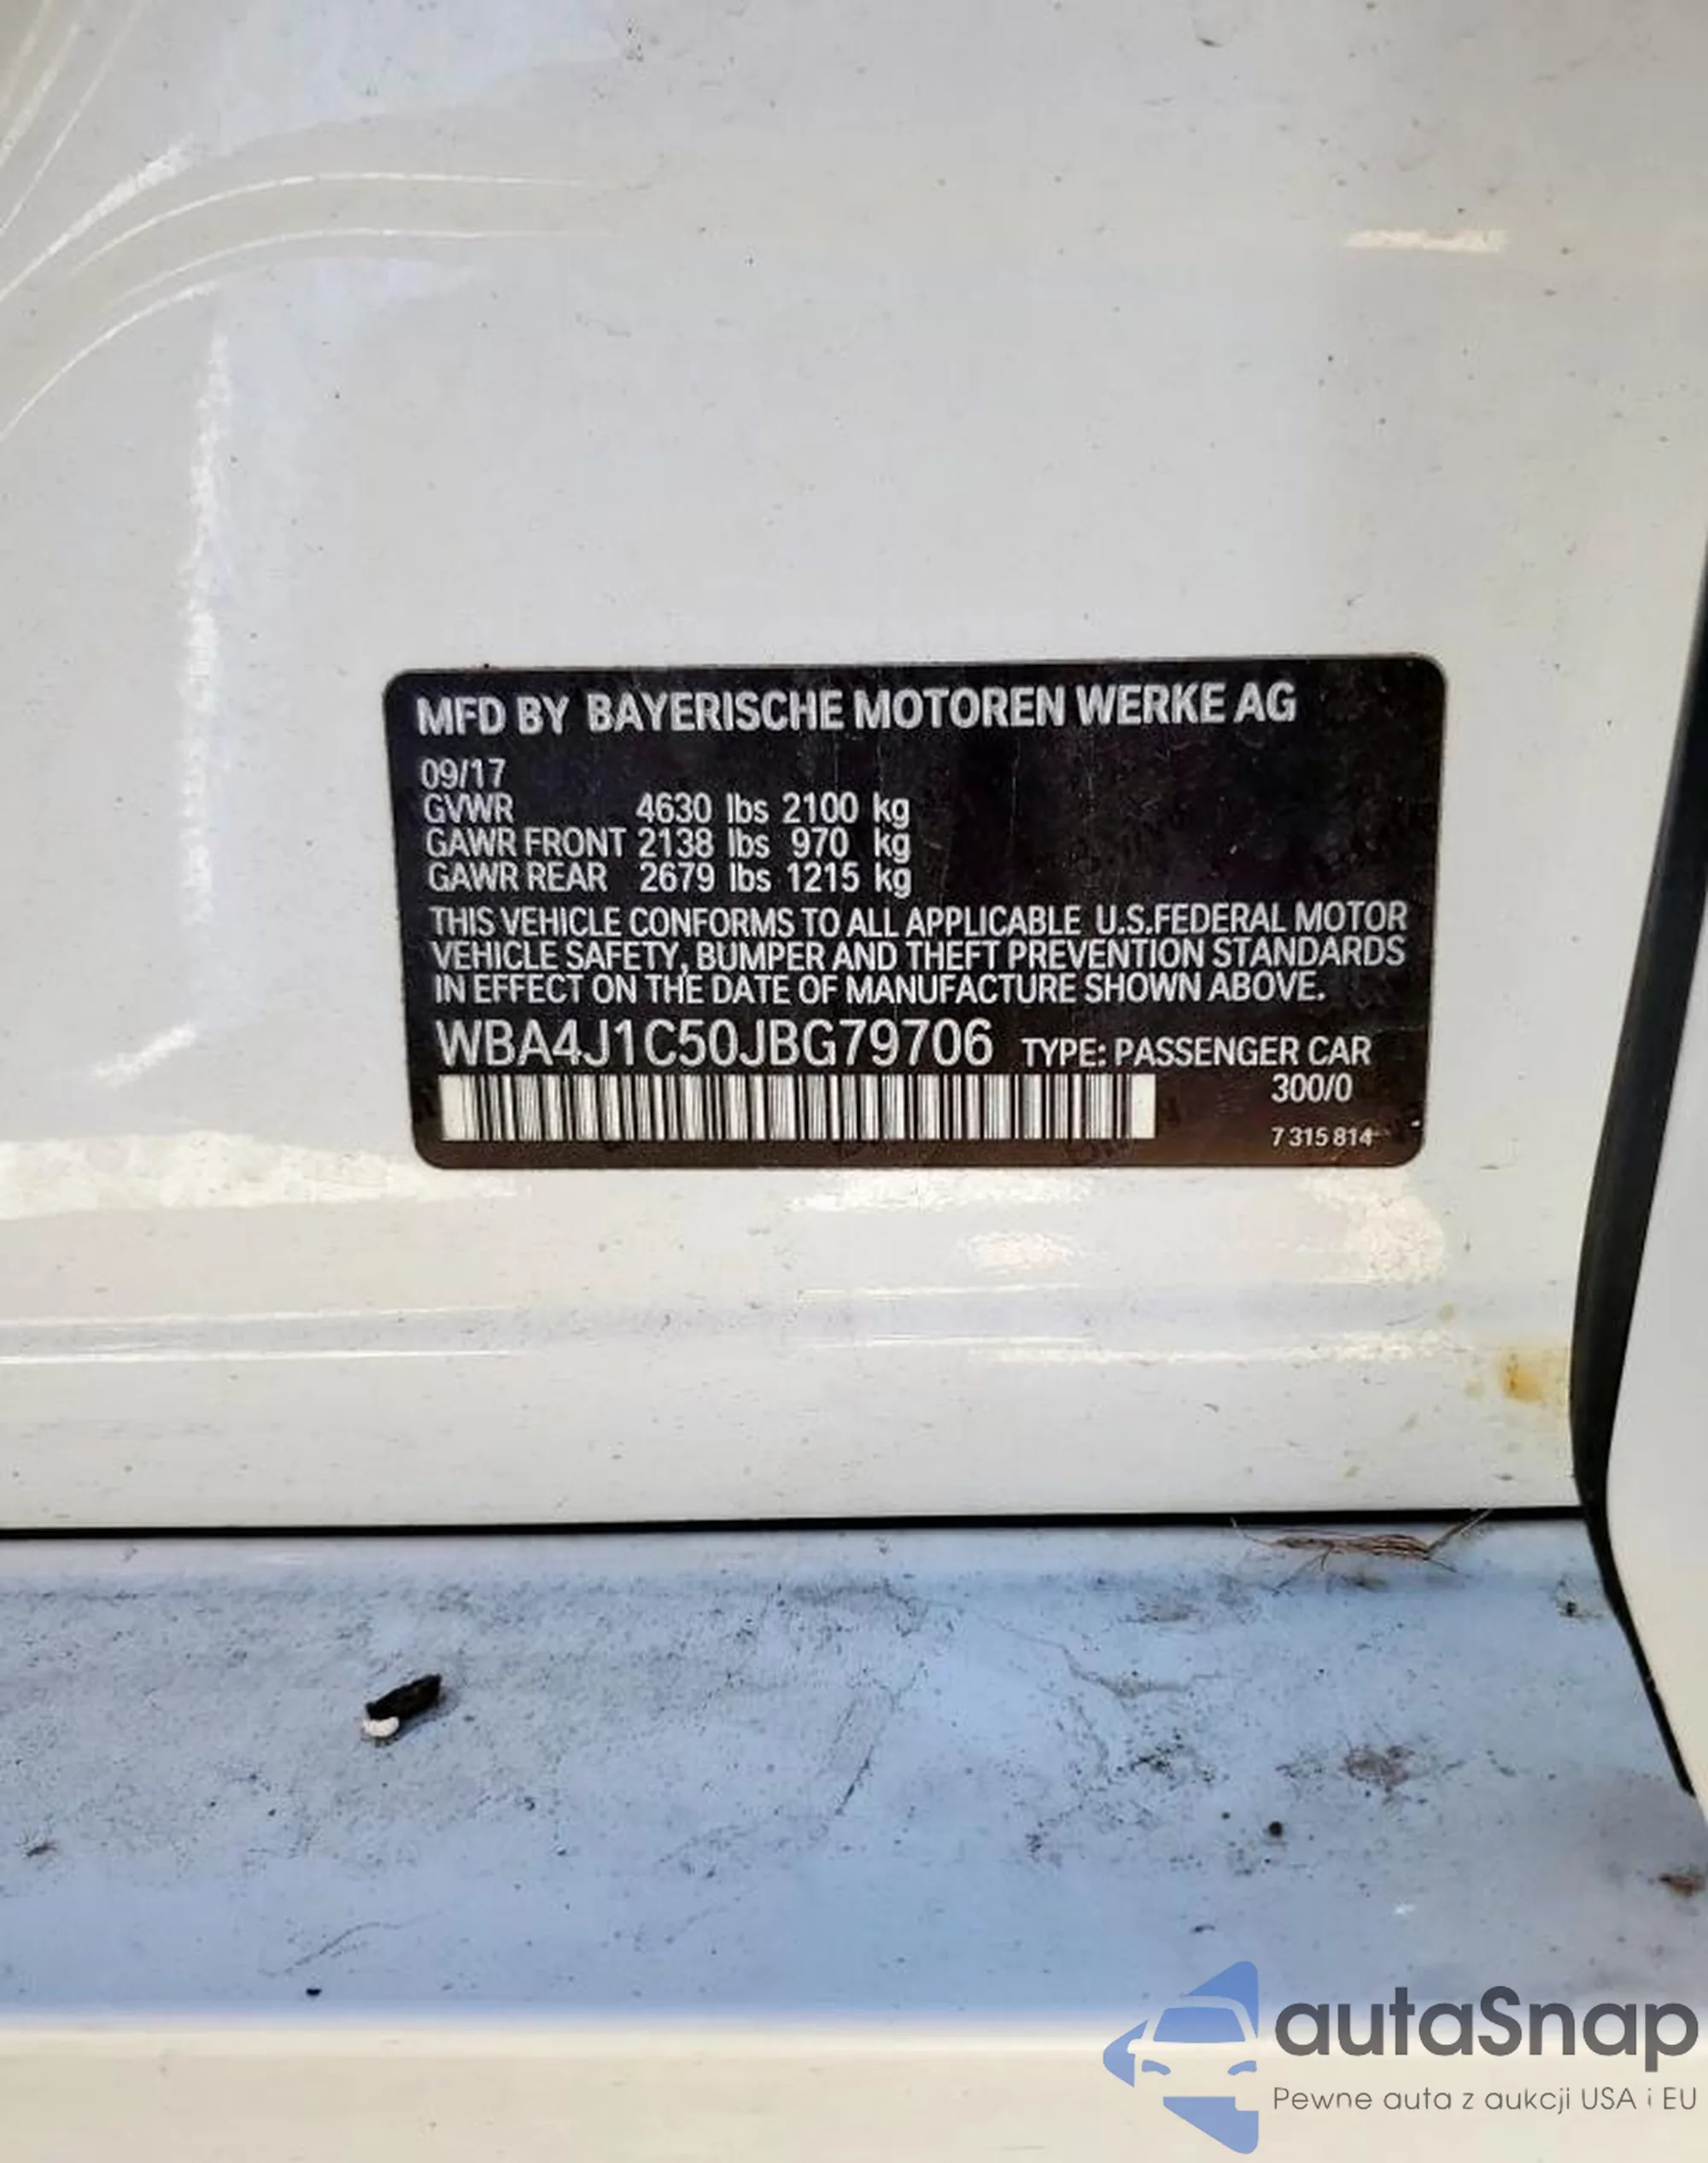 MFD BY BAYERISCHE MOTOREN WERKE AG
09/17
GVWR 4630 lbs 2100 kg
GAWR FRONT 2138 lbs 970 kg
GAWR REAR 2679 lbs 1215 kg
THIS VEHICLE CONFORMS TO ALL APPLICABLE U.S.FEDERAL MOTOR
VEHICLE SAFETY, BUMPER AND THEFT PREVENTION STANDARDS
IN EFFECT ON THE DATE OF MANUFACTURE SHOWN ABOVE.
WBA4J1C50JBG79706 TYPE: PASSENGER CAR
300/0
7 315 814
autaSnap
Pewne auta z aukcji USA i EU